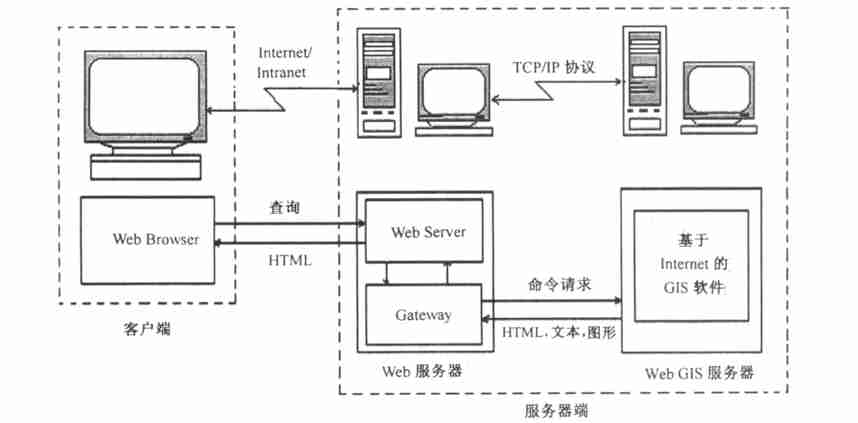 Internet/
Intranet
TCP/IP 协议
Web Browser
查询
HTML
Web Server
Gateway
命令请求
HTML,文本,图形
基于
Internet 的
GIS 软件
客户端
Web 服务器
Web GIS 服务器
服务器端